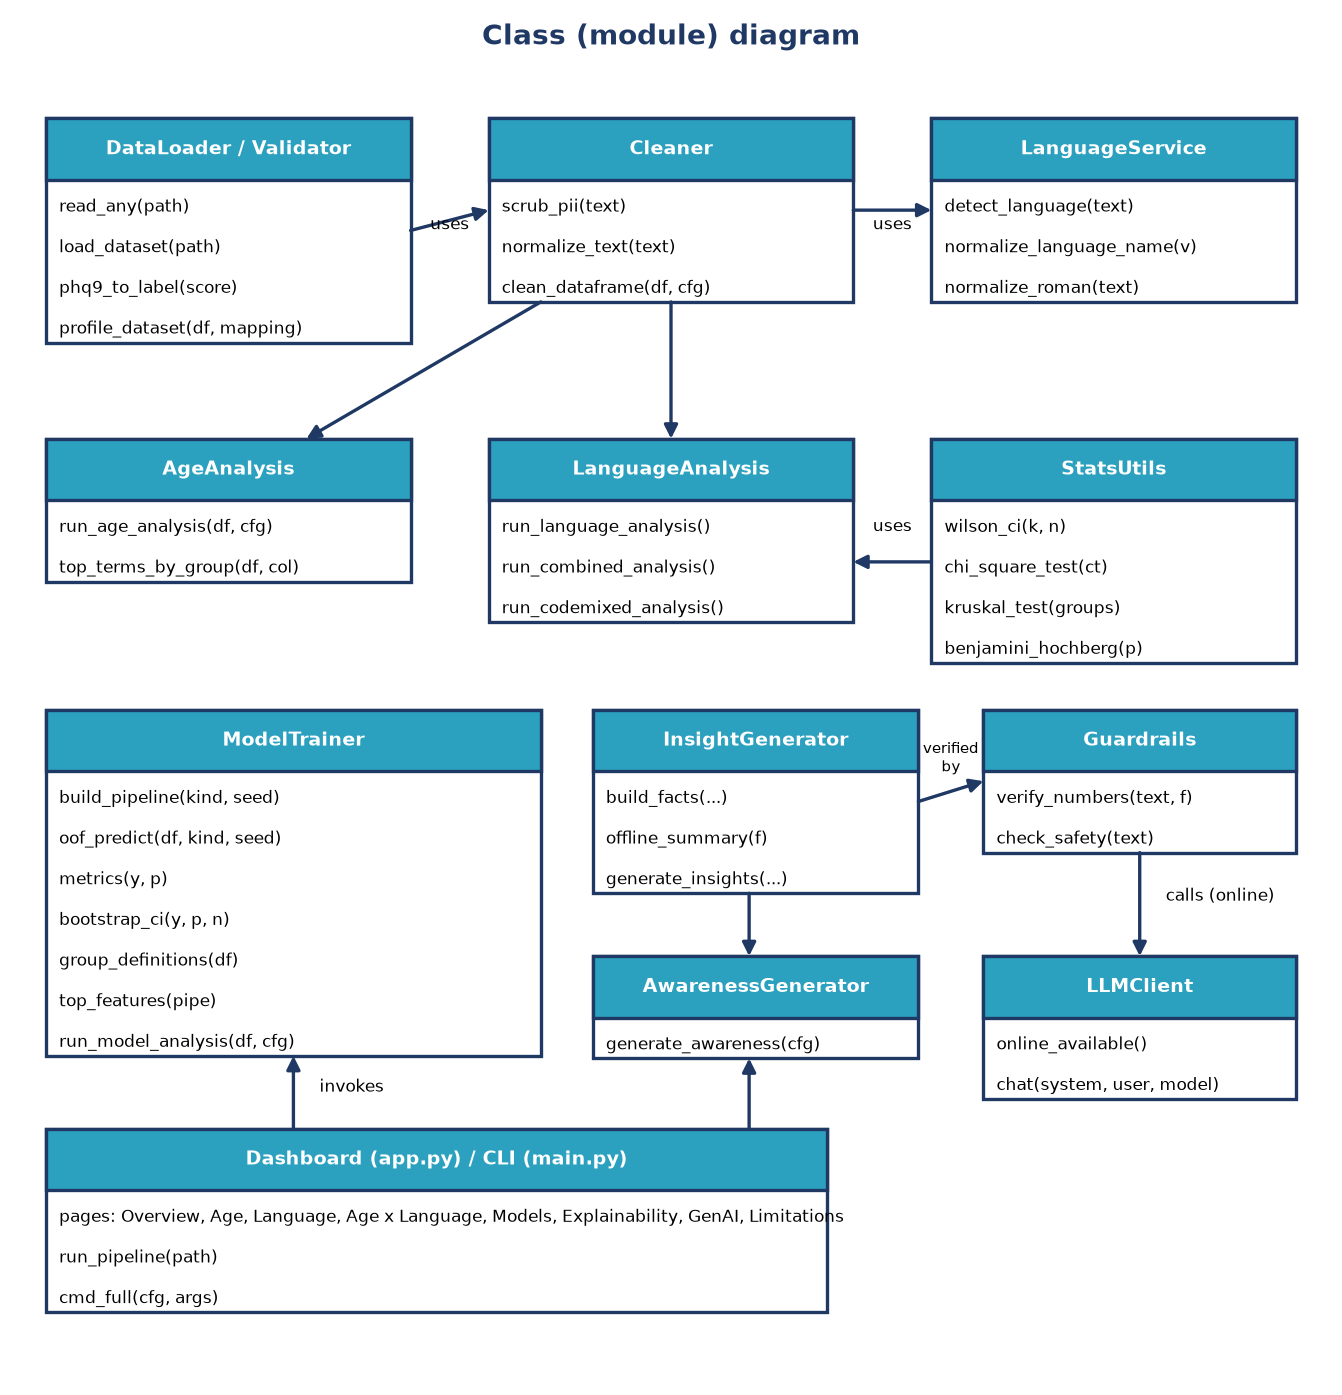 Class (module) diagram
DataLoader / Validator
read_any(path)
load_dataset(path)
phq9_to_label(score)
profile_dataset(df, mapping)
uses
Cleaner
scrub_pii(text)
normalize_text(text)
clean_dataframe(df, cfg)
uses
LanguageService
detect_language(text)
normalize_language_name(v)
normalize_roman(text)
AgeAnalysis
run_age_analysis(df, cfg)
top_terms_by_group(df, col)
LanguageAnalysis
run_language_analysis()
run_combined_analysis()
run_codemixed_analysis()
uses
StatsUtils
wilson_ci(k, n)
chi_square_test(ct)
kruskal_test(groups)
benjamini_hochberg(p)
ModelTrainer
build_pipeline(kind, seed)
oof_predict(df, kind, seed)
metrics(y, p)
bootstrap_ci(y, p, n)
group_definitions(df)
top_features(pipe)
run_model_analysis(df, cfg)
InsightGenerator
build_facts(...)
offline_summary(f)
generate_insights(...)
verified
by
Guardrails
verify_numbers(text, f)
check_safety(text)
calls (online)
AwarenessGenerator
generate_awareness(cfg)
LLMClient
online_available()
chat(system, user, model)
invokes
Dashboard (app.py) / CLI (main.py)
pages: Overview, Age, Language, Age x Language, Models, Explainability, GenAI, Limitations
run_pipeline(path)
cmd_full(cfg, args)